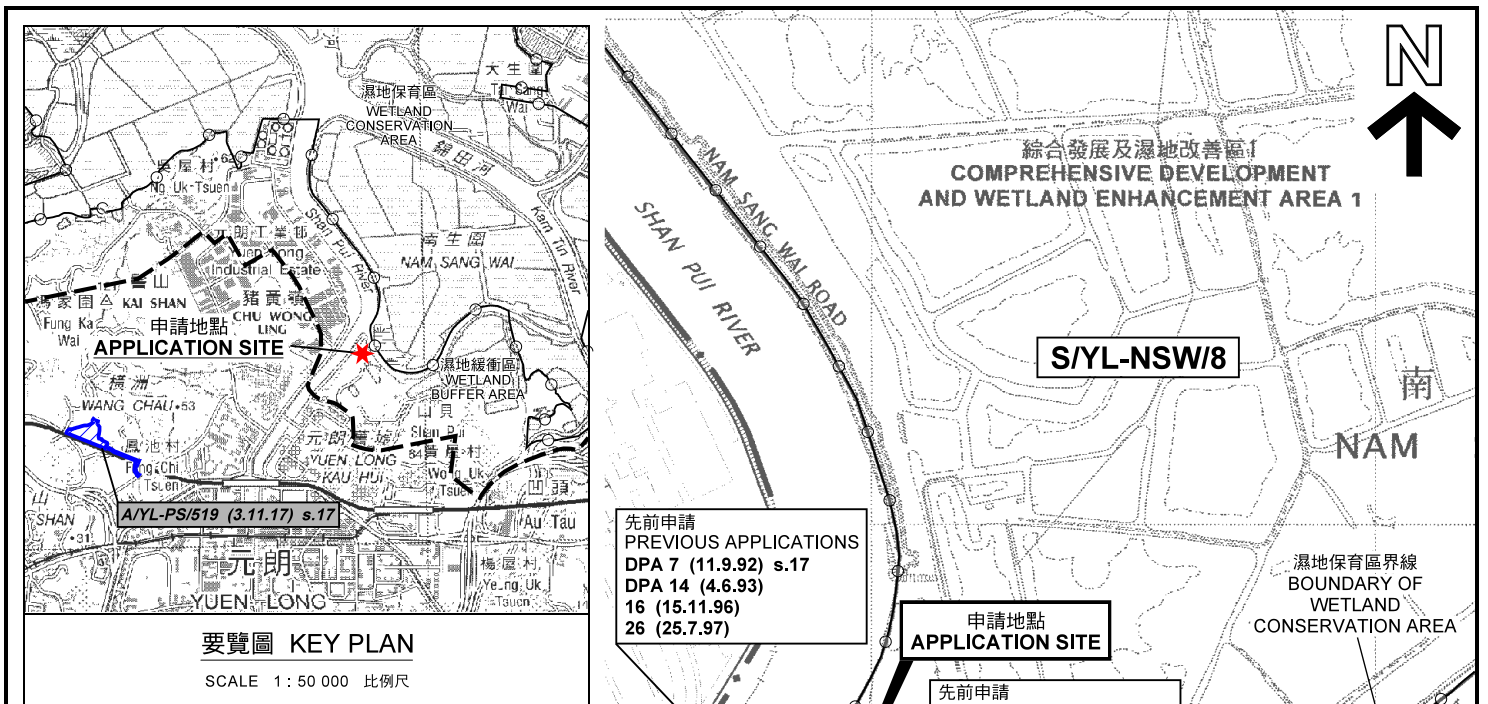 大生圍
Tai Sang
Wai
濕地保育區
WETLAND
CONSERVATION
AREA
錦田河
Kam Tin River
吳屋村
62
Ng Uk Tsuen
Shan Pui River
元朗工業邨
Yuen Long
Industrial Estate
南生圍
NAM SANG WAI
雞山
KAI SHAN
馮家圍
Fung Ka
Wai
豬黃嶺
CHU WONG
LING
申請地點
APPLICATION SITE
濕地緩衝區
WETLAND
BUFFER AREA
橫洲
WANG CHAU
53
鳳池村
Fung Chi
Tsuen
元朗舊墟
YUEN LONG
KAU HUI
山貝
Shan Pui
84
黃屋村
Wong Uk
Tsuen
A/YL-PS/519 (3.11.17) s.17
山
SHAN
31
凹頭
Au Tau
元朗
YUEN LONG
楊屋村
Yeung Uk
Tsuen
要覽圖 KEY PLAN
SCALE 1 : 50 000 比例尺
N
綜合發展及濕地改善區1
COMPREHENSIVE DEVELOPMENT
AND WETLAND ENHANCEMENT AREA 1
NAM SANG WAI ROAD
SHAN PUI RIVER
S/YL-NSW/8
南
NAM
先前申請
PREVIOUS APPLICATIONS
DPA 7 (11.9.92) s.17
DPA 14 (4.6.93)
16 (15.11.96)
26 (25.7.97)
濕地保育區界線
BOUNDARY OF
WETLAND
CONSERVATION AREA
申請地點
APPLICATION SITE
先前申請